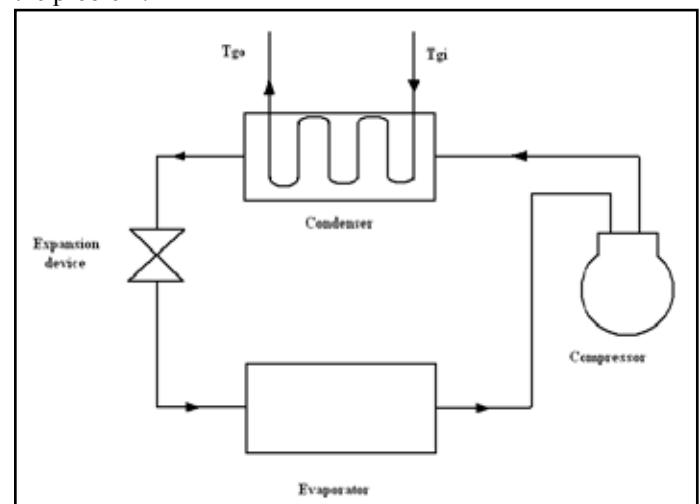 Tgo
Tgi
Condenser
Expansion
device
Compressor
Evaporator